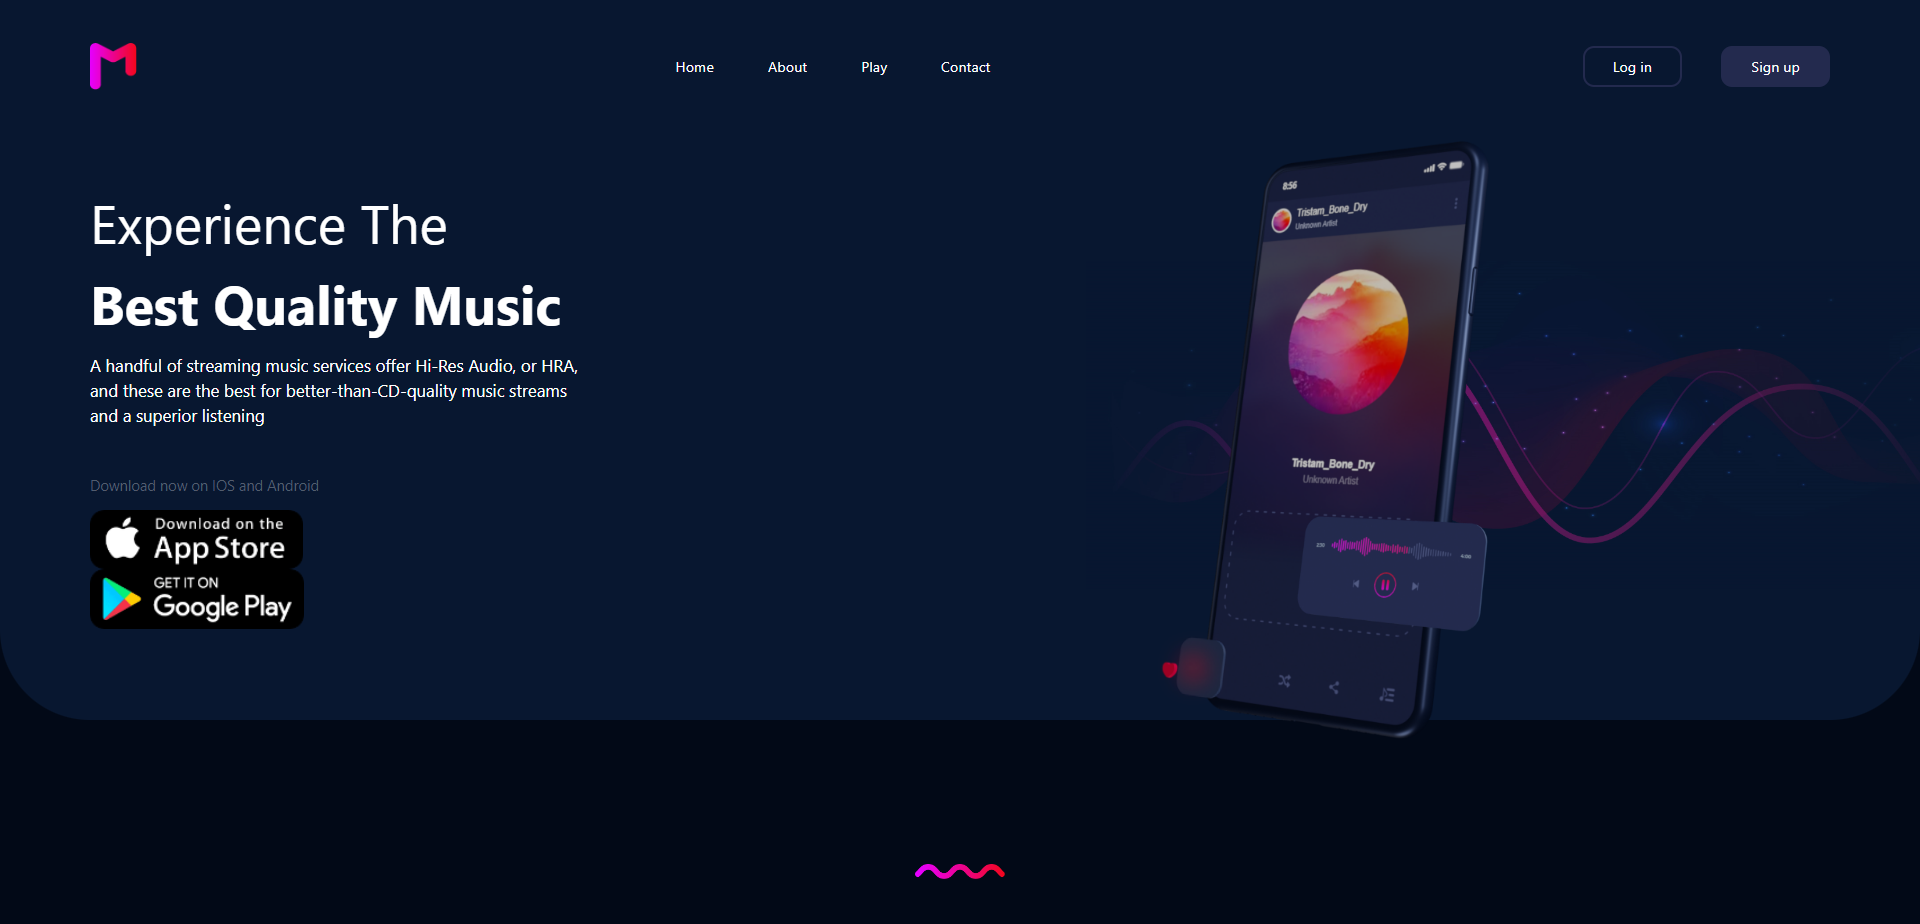 Home
About
Play
Contact
Log in
Sign up
Experience The
Best Quality Music
A handful of streaming music services offer Hi-Res Audio, or HRA,
and these are the best for better-than-CD-quality music streams
and a superior listening
Download now on IOS and Android
Download on the
App Store
GET IT ON
Google Play
8:56
Tristam_Bone_Dry
Unknown Artist
Tristam_Bone_Dry
Unknown Artist